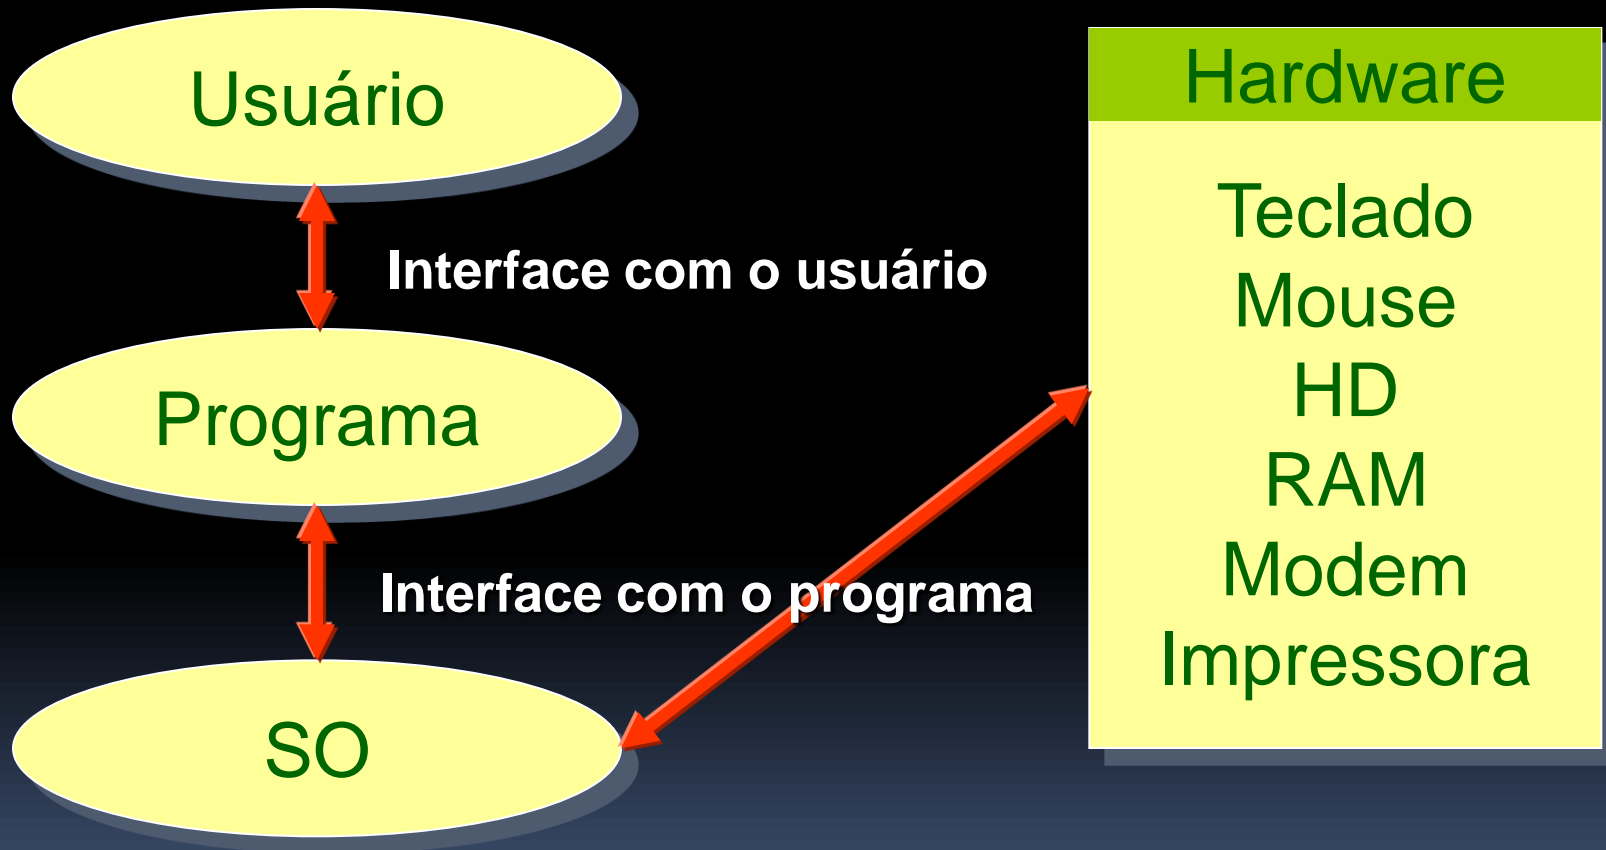 Usuário
Interface com o usuário
Programa
Interface com o programa
SO
Hardware
Teclado
Mouse
HD
RAM
Modem
Impressora